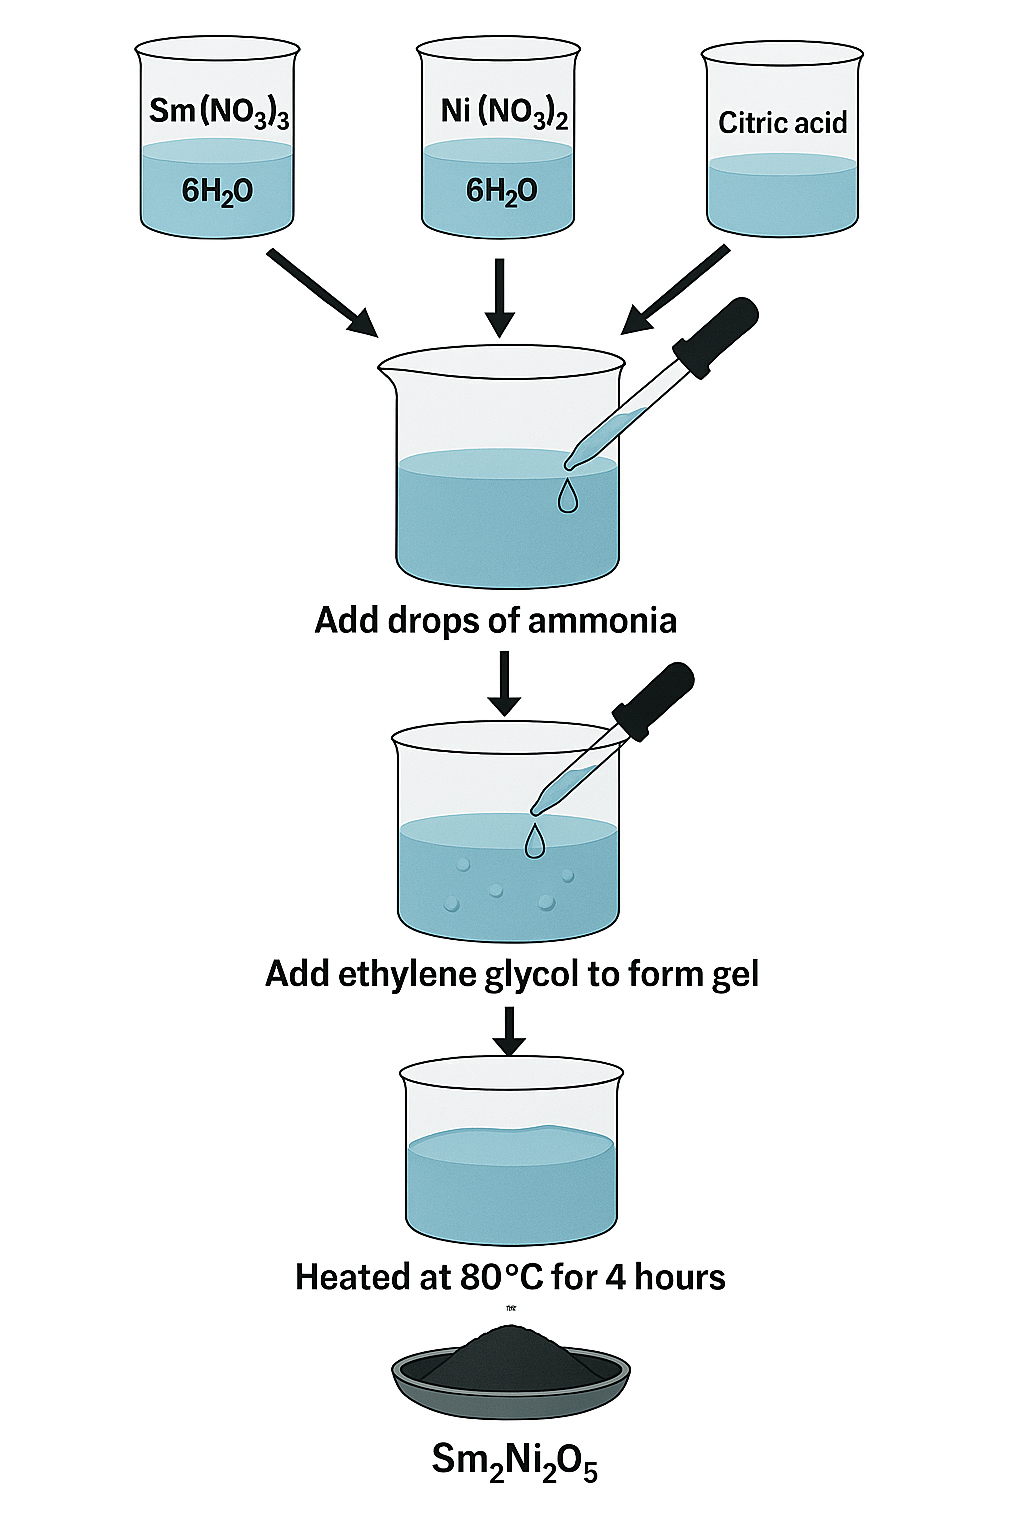 Sm(NO₃)₃
6H₂O
Ni (NO₃)₂
6H₂O
Citric acid
Add drops of ammonia
Add ethylene glycol to form gel
Heated at 80°C for 4 hours
Sm₂Ni₂O₅